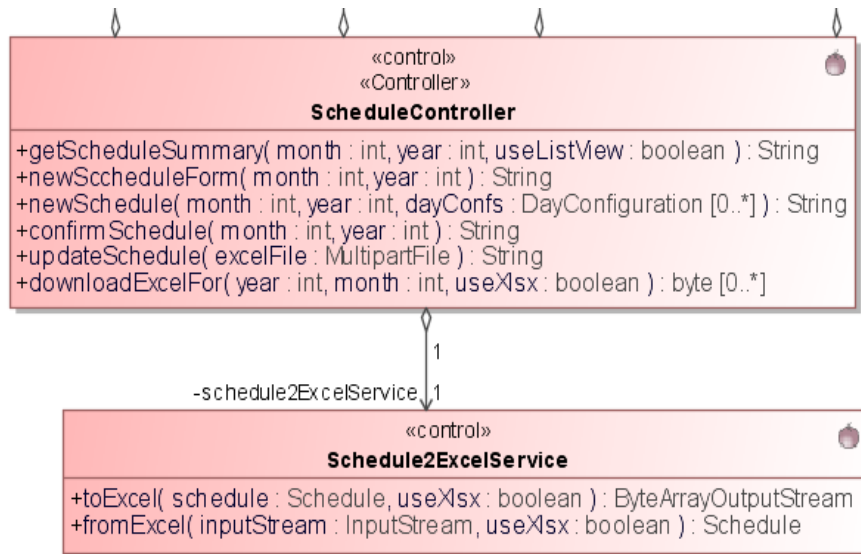 «control»
«Controller»
ScheduleController
+getScheduleSummary( month : int, year : int, useListView : boolean ) : String
+newSccheduleForm( month : int, year : int ) : String
+newSchedule( month : int, year : int, dayConfs : DayConfiguration [0..*] ) : String
+confirmSchedule( month : int, year : int ) : String
+updateSchedule( excelFile : MultipartFile ) : String
+downloadExcelFor( year : int, month : int, useXlsx : boolean ) : byte [0..*]
1
-schedule2ExcelService 1
«control»
Schedule2ExcelService
+toExcel( schedule : Schedule, useXlsx : boolean ) : ByteArrayOutputStream
+fromExcel( inputStream : InputStream, useXlsx : boolean ) : Schedule